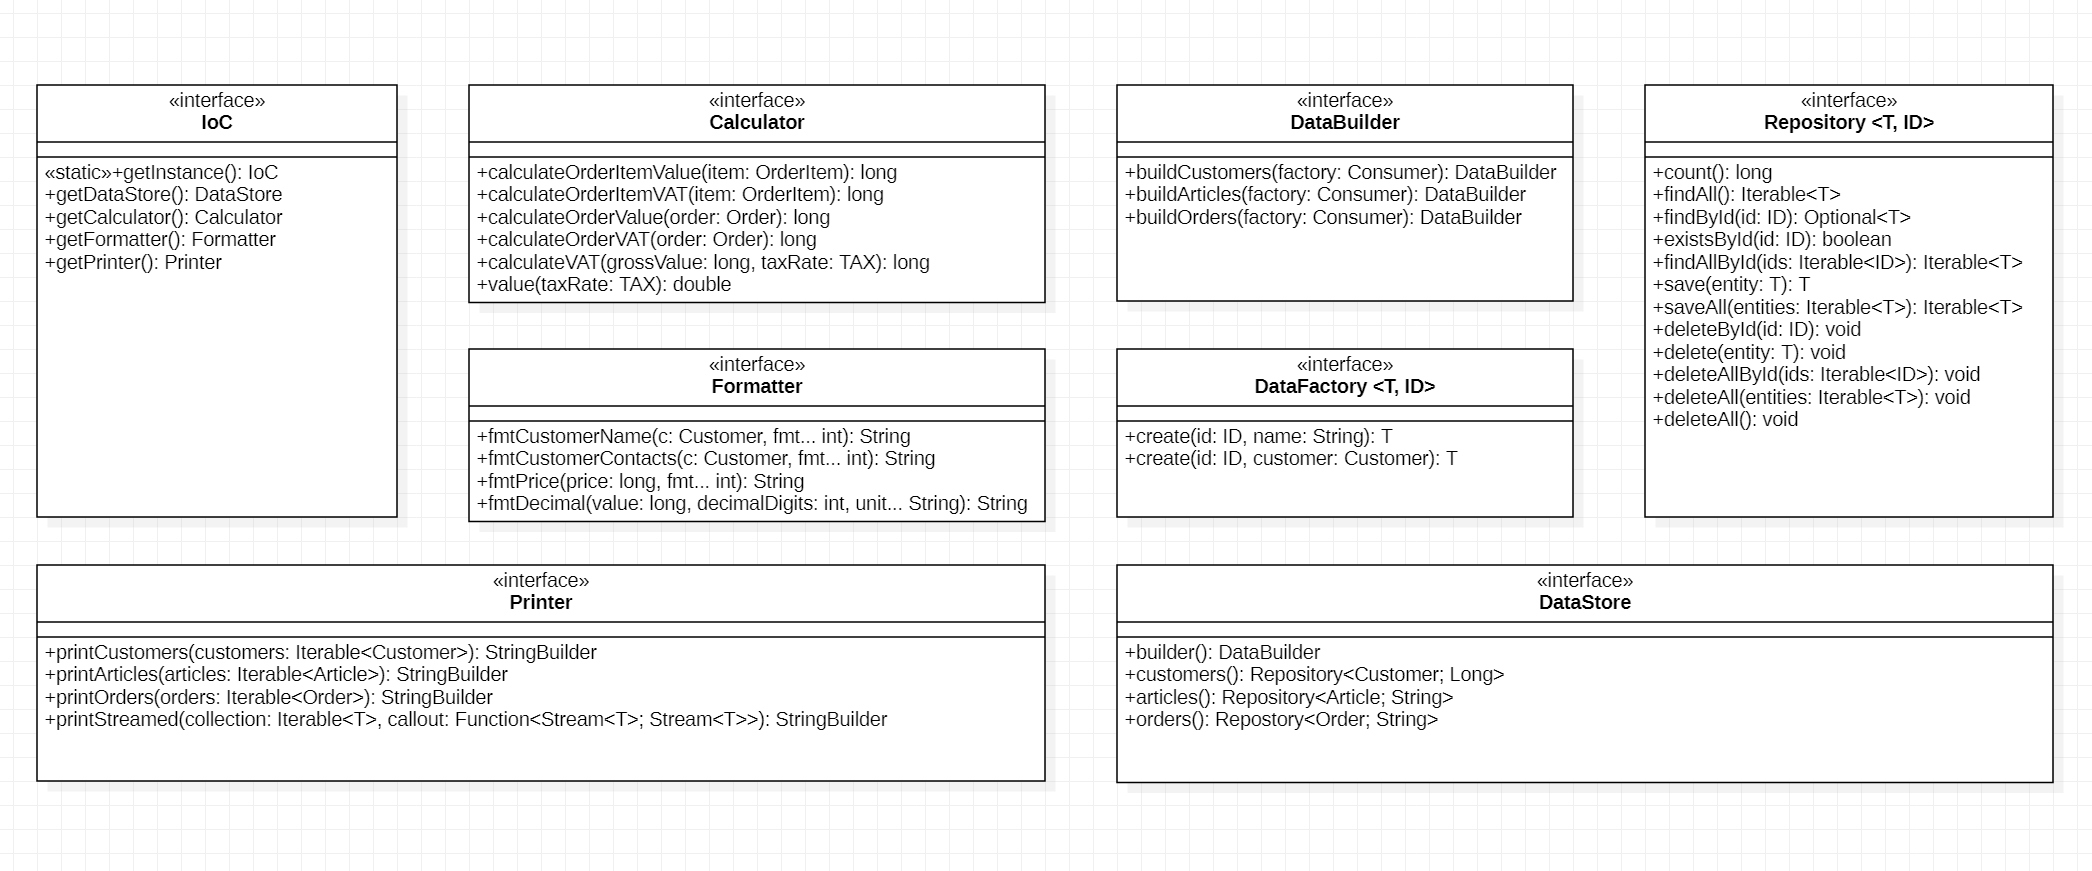 «interface»
IoC
«static»+getInstance(): IoC
+getDataStore(): DataStore
+getCalculator(): Calculator
+getFormatter(): Formatter
+getPrinter(): Printer
«interface»
Calculator
+calculateOrderItemValue(item: OrderItem): long
+calculateOrderItemVAT(item: OrderItem): long
+calculateOrderValue(order: Order): long
+calculateOrderVAT(order: Order): long
+calculateVAT(grossValue: long, taxRate: TAX): long
+value(taxRate: TAX): double
«interface»
DataBuilder
+buildCustomers(factory: Consumer): DataBuilder
+buildArticles(factory: Consumer): DataBuilder
+buildOrders(factory: Consumer): DataBuilder
«interface»
Repository <T, ID>
+count(): long
+findAll(): Iterable<T>
+findById(id: ID): Optional<T>
+existsById(id: ID): boolean
+findAllById(ids: Iterable<ID>): Iterable<T>
+save(entity: T): T
+saveAll(entities: Iterable<T>): Iterable<T>
+deleteById(id: ID): void
+delete(entity: T): void
+deleteAllById(ids: Iterable<ID>): void
+deleteAll(entities: Iterable<T>): void
+deleteAll(): void
«interface»
Formatter
+fmtCustomerName(c: Customer, fmt... int): String
+fmtCustomerContacts(c: Customer, fmt... int): String
+fmtPrice(price: long, fmt... int): String
+fmtDecimal(value: long, decimalDigits: int, unit... String): String
«interface»
DataFactory <T, ID>
+create(id: ID, name: String): T
+create(id: ID, customer: Customer): T
«interface»
Printer
+printCustomers(customers: Iterable<Customer>): StringBuilder
+printArticles(articles: Iterable<Article>): StringBuilder
+printOrders(orders: Iterable<Order>): StringBuilder
+printStreamed(collection: Iterable<T>, callout: Function<Stream<T>; Stream<T>>): StringBuilder
«interface»
DataStore
+builder(): DataBuilder
+customers(): Repository<Customer; Long>
+articles(): Repository<Article; String>
+orders(): Repostory<Order; String>